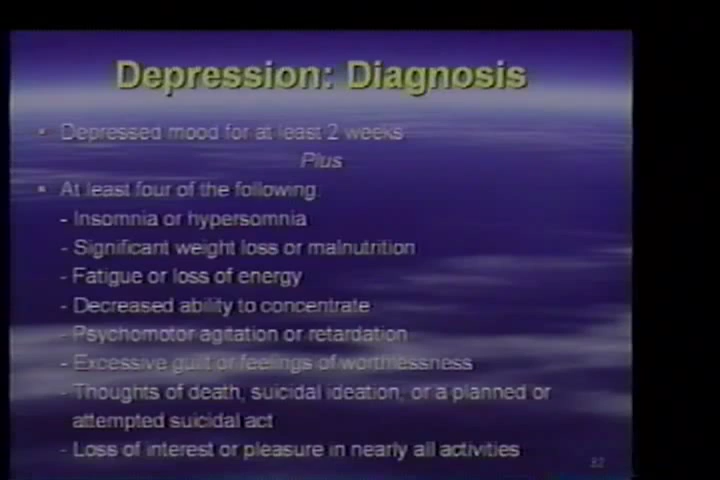 Depression: Diagnosis
• Depressed mood for at least 2 weeks
Plus
• At least four of the following:
- Insomnia or hypersomnia
- Significant weight loss or malnutrition
- Fatigue or loss of energy
- Decreased ability to concentrate
- Psychomotor agitation or retardation
- Excessive guilt or feelings of worthlessness
- Thoughts of death, suicidal ideation, or a planned or
attempted suicidal act
- Loss of interest or pleasure in nearly all activities